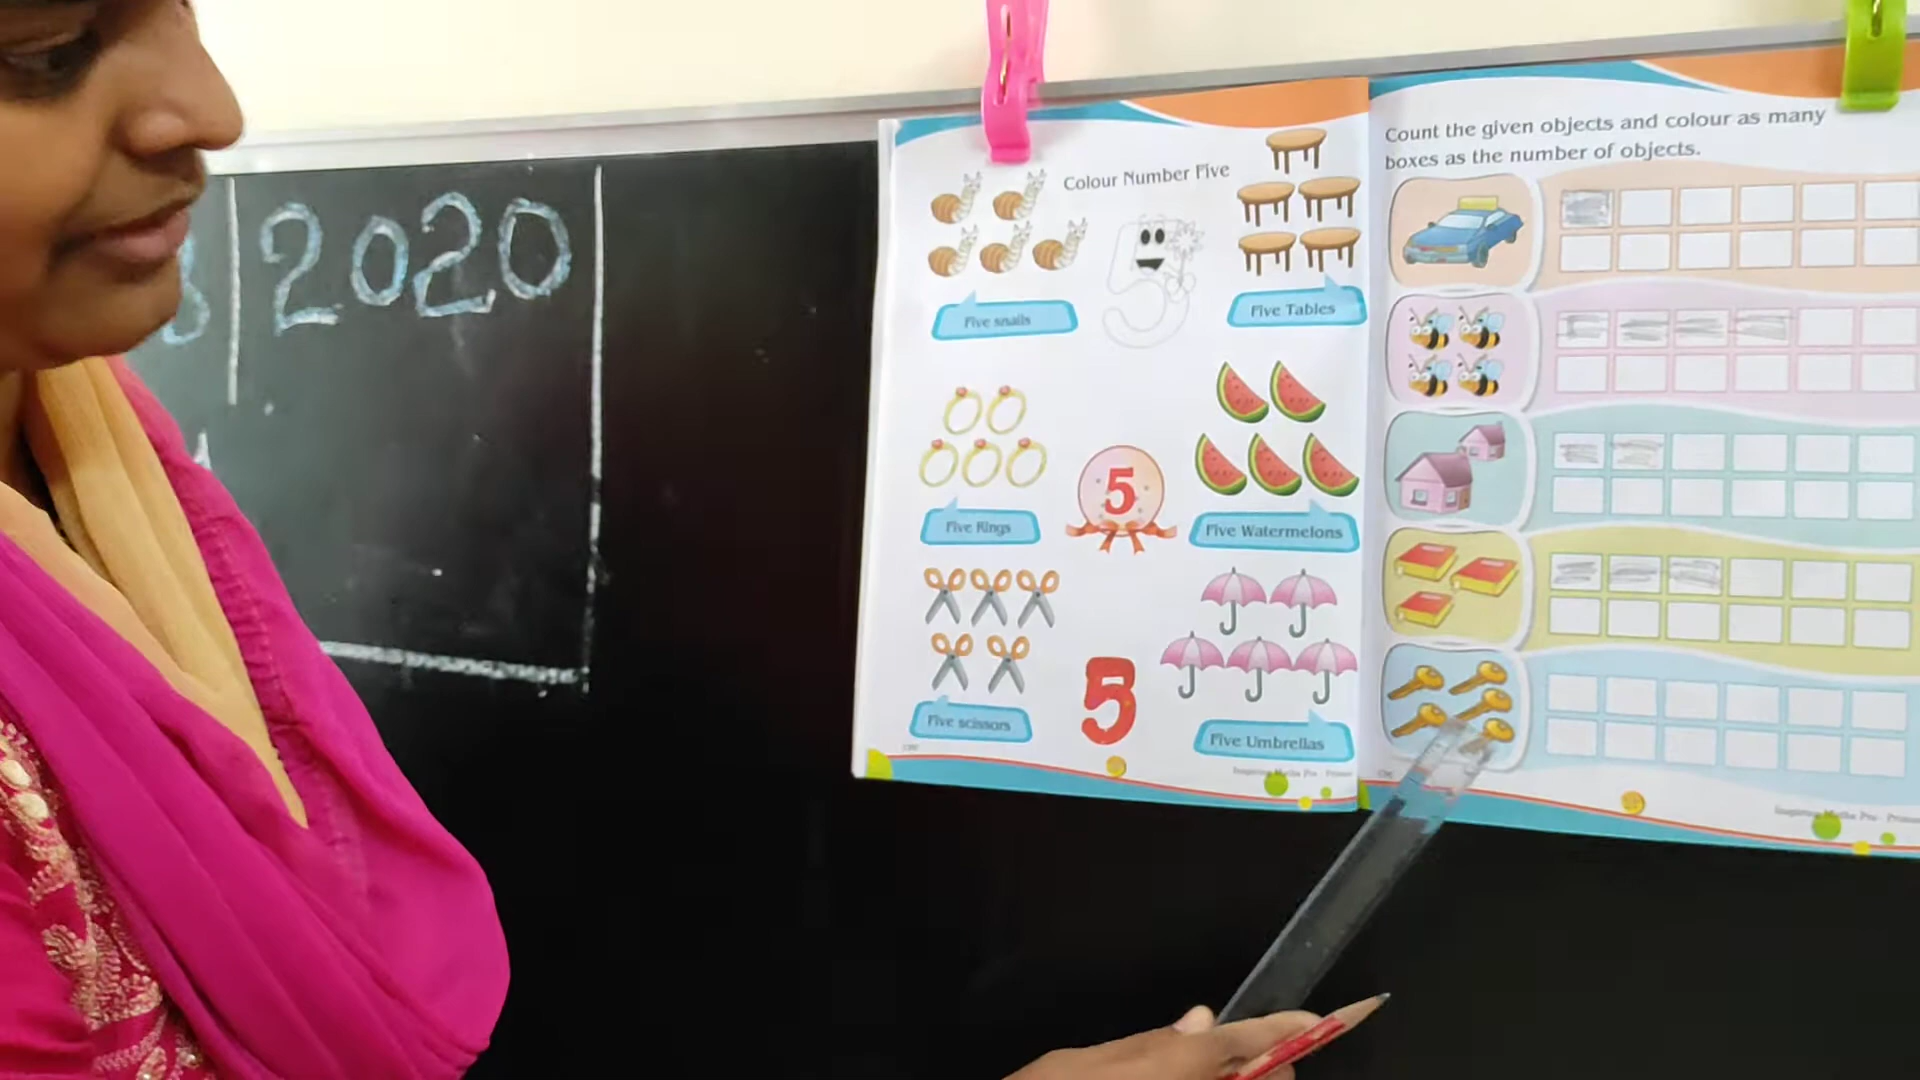 2020
Colour Number Five
Five snails
Five Tables
5
Five Rings
5
Five Watermelons
Five scissors
5
Five Umbrellas
Count the given objects and colour as many
boxes as the number of objects.